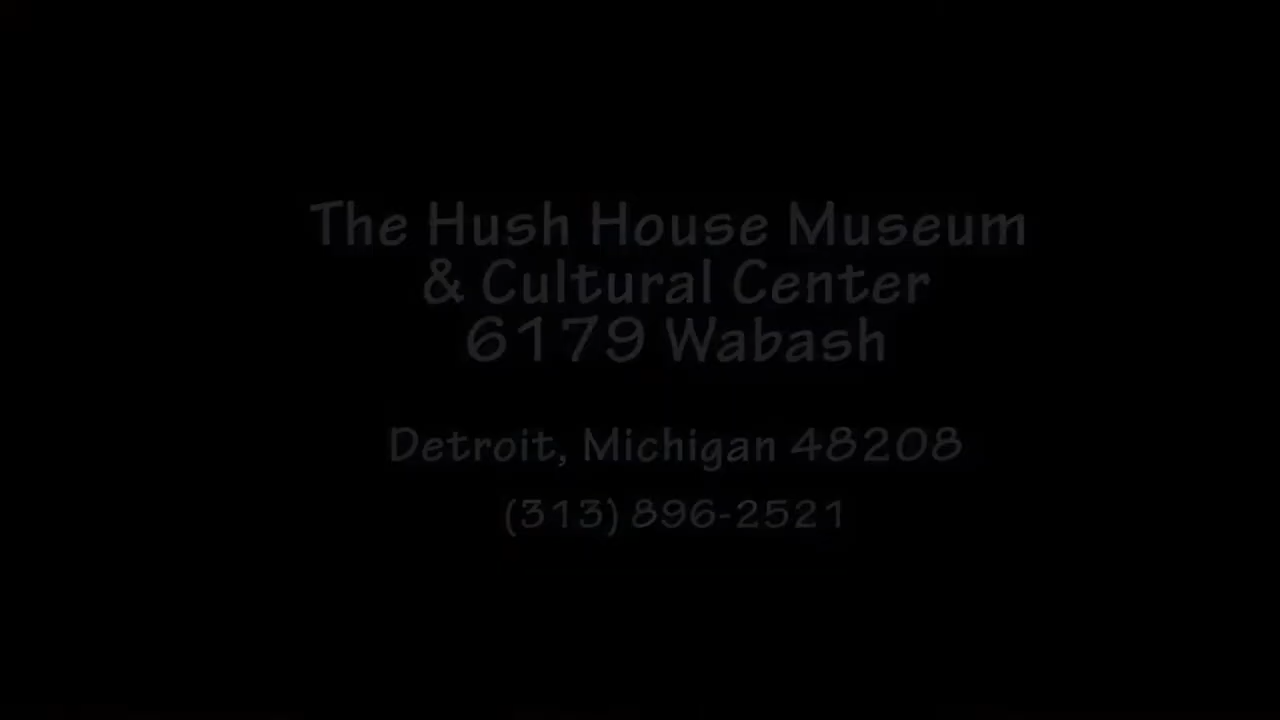 The Hush House Museum
& Cultural Center
6179 Wabash
Detroit, Michigan 48208
(313) 896-2521